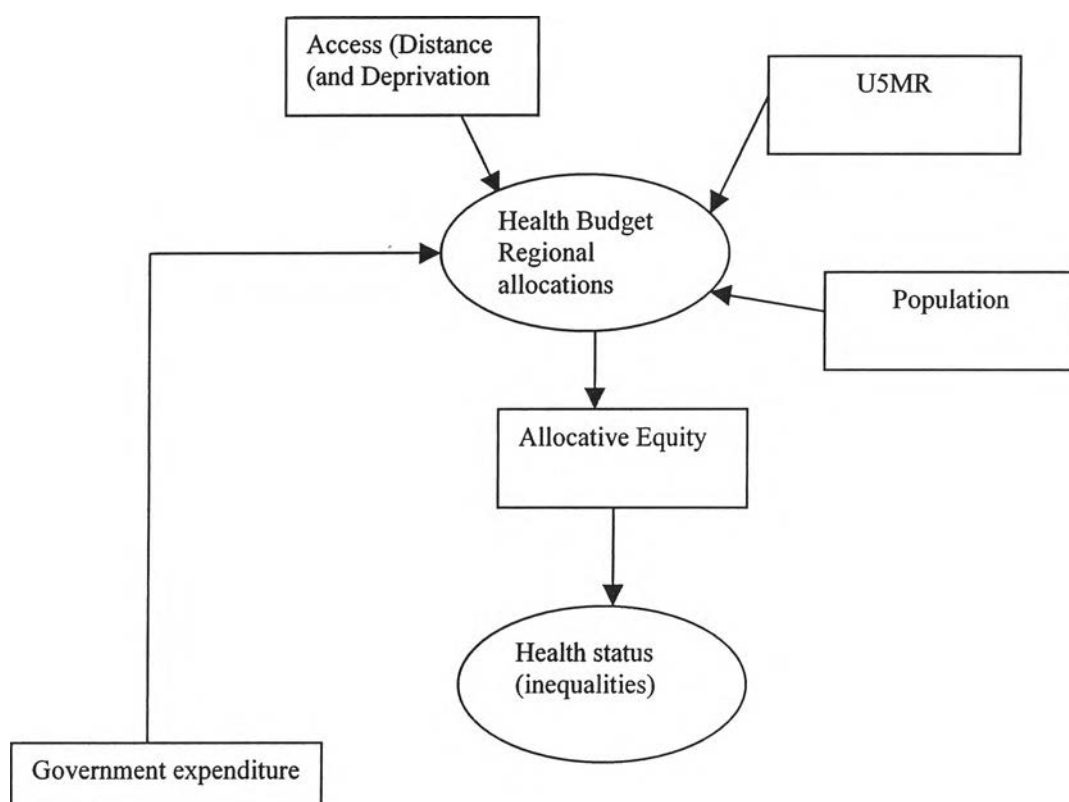 Access (Distance
(and Deprivation
U5MR
Health Budget
Regional
allocations
Population
Allocative Equity
Health status
(inequalities)
Government expenditure